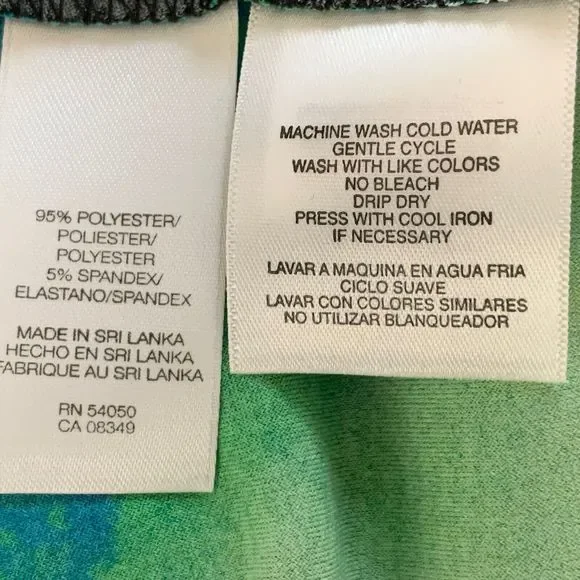 95% POLYESTER/
POLIESTER/
POLYESTER
5% SPANDEX/
ELASTANO/SPANDEX
MADE IN SRI LANKA
HECHO EN SRI LANKA
FABRIQUE AU SRI LANKA
RN 54050
CA 08349
MACHINE WASH COLD WATER
GENTLE CYCLE
WASH WITH LIKE COLORS
NO BLEACH
DRIP DRY
PRESS WITH COOL IRON
IF NECESSARY
LAVAR A MAQUINA EN AGUA FRIA
CICLO SUAVE
LAVAR CON COLORES SIMILARES
NO UTILIZAR BLANQUEADOR